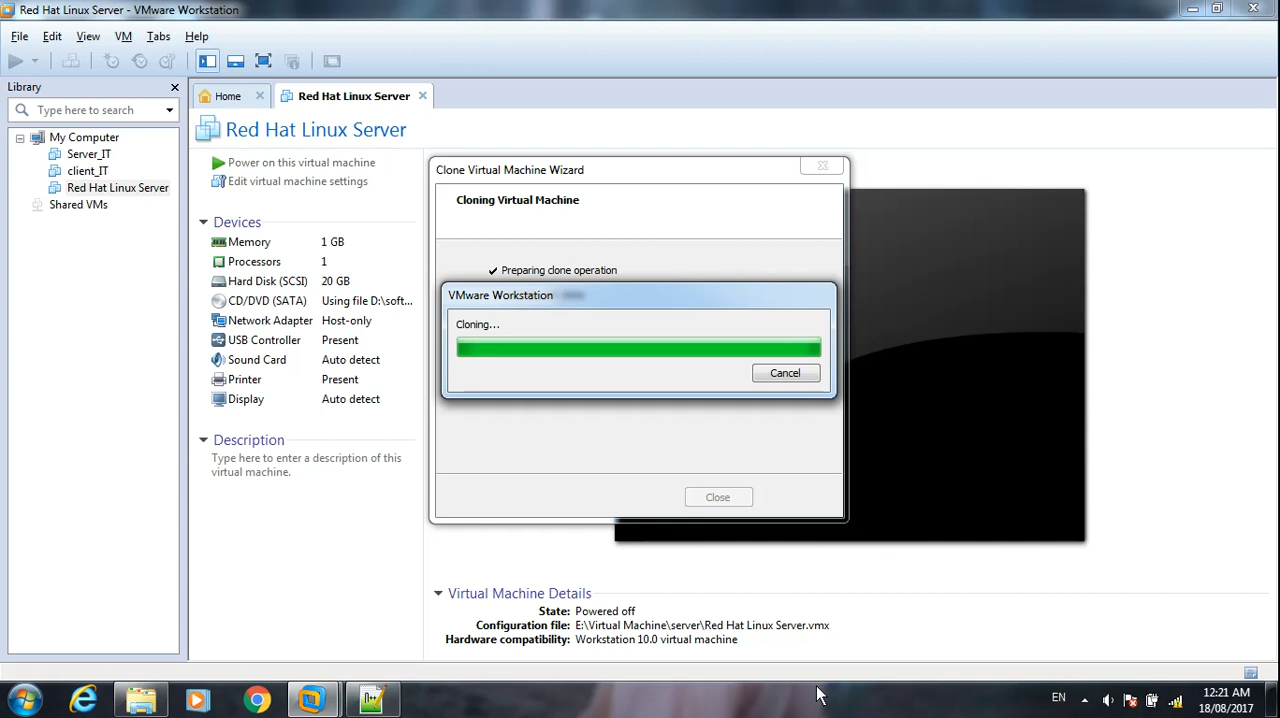 Red Hat Linux Server - VMware Workstation
File Edit View VM Tabs Help
Library
Type here to search
My Computer
Server_IT
client_IT
Red Hat Linux Server
Shared VMs
Home
Red Hat Linux Server
Red Hat Linux Server
Power on this virtual machine
Edit virtual machine settings
Devices
Memory 1 GB
Processors 1
Hard Disk (SCSI) 20 GB
CD/DVD (SATA) Using file D:\soft...
Network Adapter Host-only
USB Controller Present
Sound Card Auto detect
Printer Present
Display Auto detect
Description
Type here to enter a description of this
virtual machine.
Clone Virtual Machine Wizard
Cloning Virtual Machine
Preparing clone operation
VMware Workstation
Cloning...
Cancel
Close
Virtual Machine Details
State: Powered off
Configuration file: E:\Virtual Machine\server\Red Hat Linux Server.vmx
Hardware compatibility: Workstation 10.0 virtual machine
EN
12:21 AM
18/08/2017